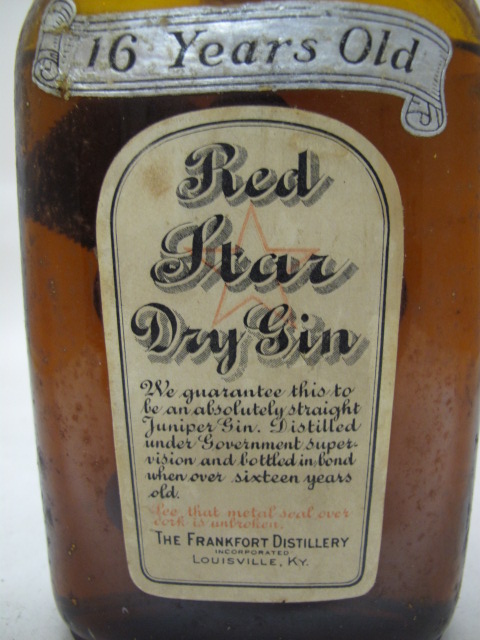 16 Years Old
Red
Star
Dry Gin
We guarantee this to
be an absolutely straight
Juniper Gin. Distilled
under Government super-
vision and bottled in bond
when over sixteen years
old.
See that metal seal over
cork is unbroken.
THE FRANKFORT DISTILLERY
INCORPORATED
LOUISVILLE, KY.